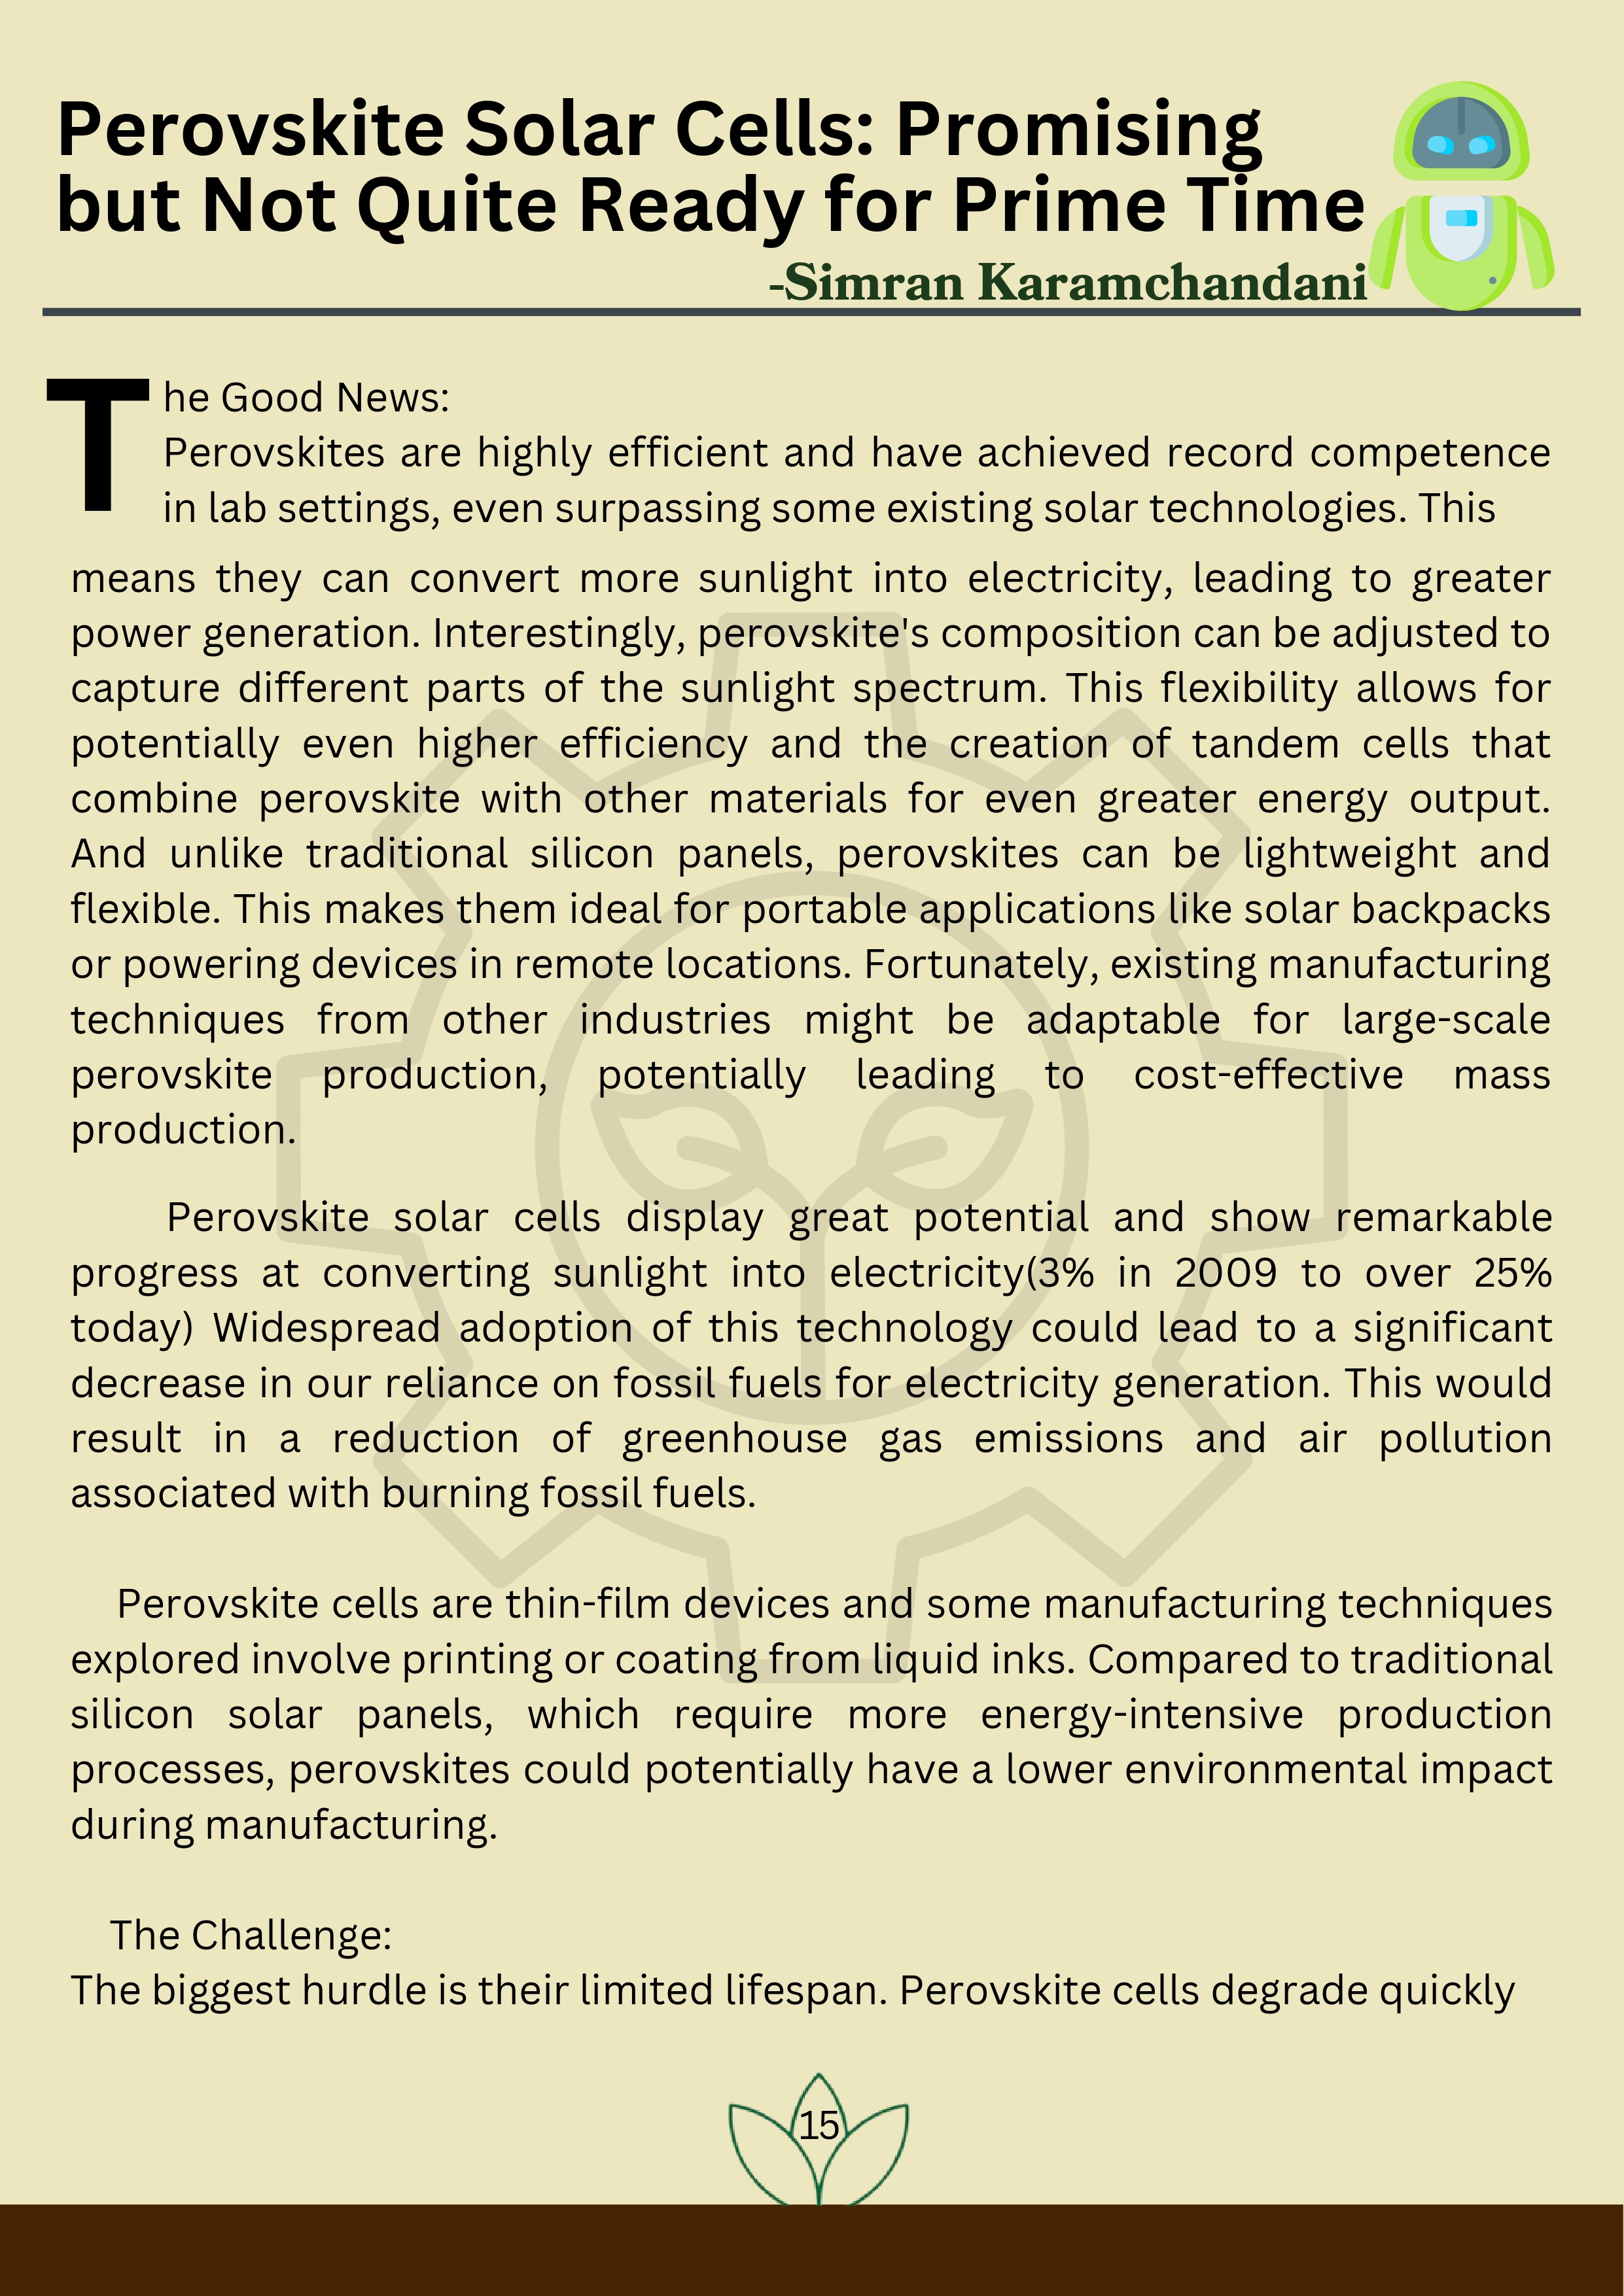 Perovskite Solar Cells: Promising
but Not Quite Ready for Prime Time
-Simran Karamchandani
The Good News:
Perovskites are highly efficient and have achieved record competence
in lab settings, even surpassing some existing solar technologies. This
means they can convert more sunlight into electricity, leading to greater
power generation. Interestingly, perovskite's composition can be adjusted to
capture different parts of the sunlight spectrum. This flexibility allows for
potentially even higher efficiency and the creation of tandem cells that
combine perovskite with other materials for even greater energy output.
And unlike traditional silicon panels, perovskites can be lightweight and
flexible. This makes them ideal for portable applications like solar backpacks
or powering devices in remote locations. Fortunately, existing manufacturing
techniques from other industries might be adaptable for large-scale
perovskite production, potentially leading to cost-effective mass
production.
Perovskite solar cells display great potential and show remarkable
progress at converting sunlight into electricity(3% in 2009 to over 25%
today) Widespread adoption of this technology could lead to a significant
decrease in our reliance on fossil fuels for electricity generation. This would
result in a reduction of greenhouse gas emissions and air pollution
associated with burning fossil fuels.
Perovskite cells are thin-film devices and some manufacturing techniques
explored involve printing or coating from liquid inks. Compared to traditional
silicon solar panels, which require more energy-intensive production
processes, perovskites could potentially have a lower environmental impact
during manufacturing.
The Challenge:
The biggest hurdle is their limited lifespan. Perovskite cells degrade quickly
15